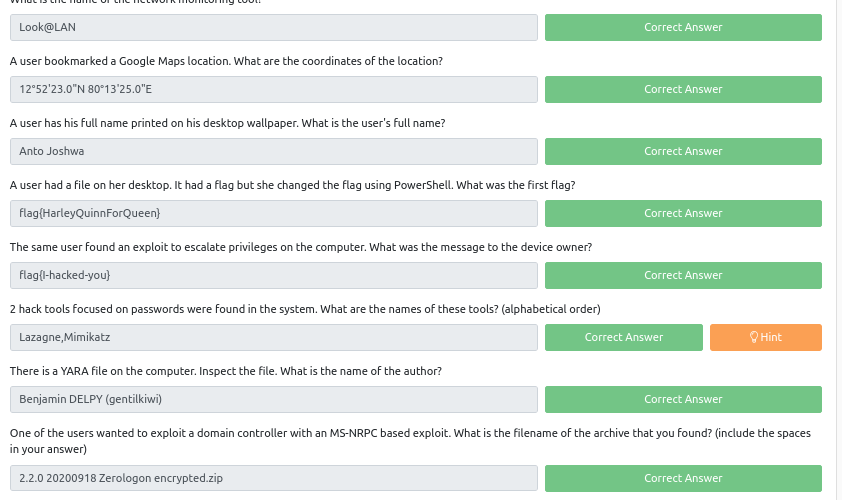 What is the name of the network monitoring tool?
Look@LAN
Correct Answer
A user bookmarked a Google Maps location. What are the coordinates of the location?
12°52'23.0"N 80°13'25.0"E
Correct Answer
A user has his full name printed on his desktop wallpaper. What is the user's full name?
Anto Joshwa
Correct Answer
A user had a file on her desktop. It had a flag but she changed the flag using PowerShell. What was the first flag?
flag{HarleyQuinnForQueen}
Correct Answer
The same user found an exploit to escalate privileges on the computer. What was the message to the device owner?
flag{I-hacked-you}
Correct Answer
2 hack tools focused on passwords were found in the system. What are the names of these tools? (alphabetical order)
Lazagne,Mimikatz
Correct Answer
Hint
There is a YARA file on the computer. Inspect the file. What is the name of the author?
Benjamin DELPY (gentilkiwi)
Correct Answer
One of the users wanted to exploit a domain controller with an MS-NRPC based exploit. What is the filename of the archive that you found? (include the spaces
in your answer)
2.2.0 20200918 Zerologon encrypted.zip
Correct Answer